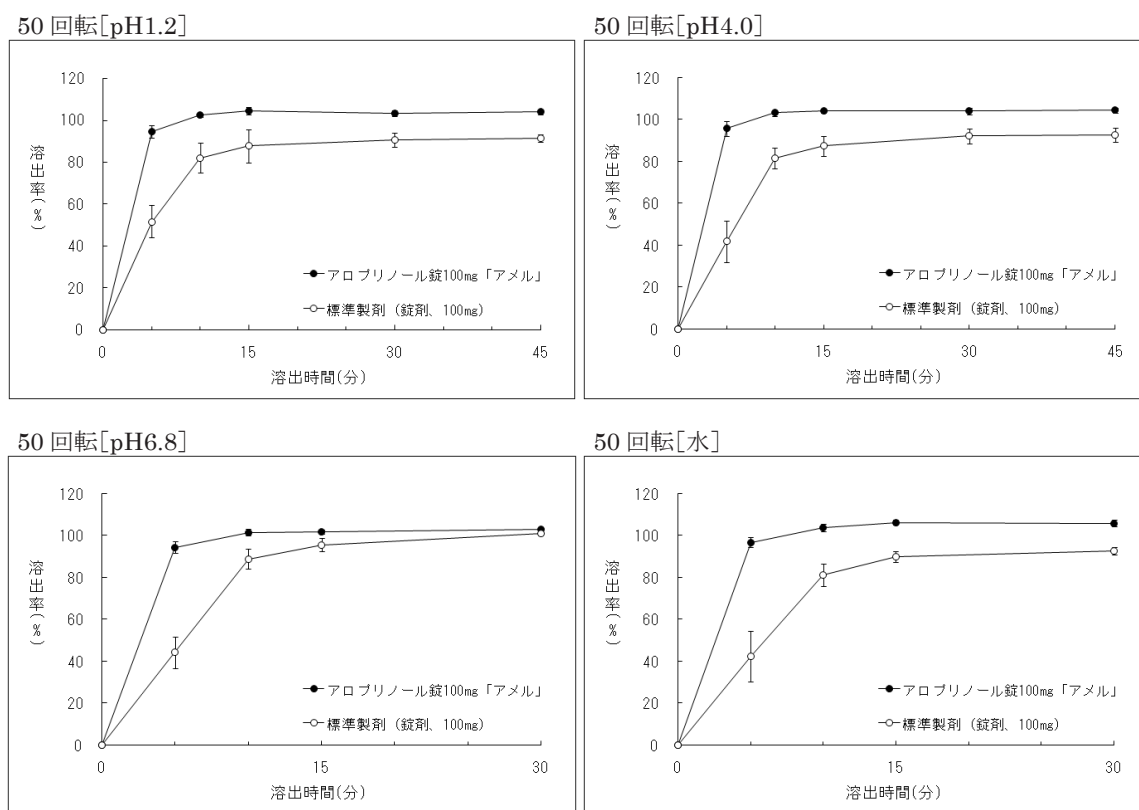 50 回転[pH1.2]
120
100
80
60
40
20
0
溶出率(%)
アロプリノール錠100mg「アメル」
標準製剤（錠剤、100mg）
0 15 30 45
溶出時間(分)
50 回転[pH4.0]
120
100
80
60
40
20
0
溶出率(%)
アロプリノール錠100mg「アメル」
標準製剤（錠剤、100mg）
0 15 30 45
溶出時間(分)
50 回転[pH6.8]
120
100
80
60
40
20
0
溶出率(%)
アロプリノール錠100mg「アメル」
標準製剤（錠剤、100mg）
0 15 30
溶出時間(分)
50 回転[水]
120
100
80
60
40
20
0
溶出率(%)
アロプリノール錠100mg「アメル」
標準製剤（錠剤、100mg）
0 15 30
溶出時間(分)